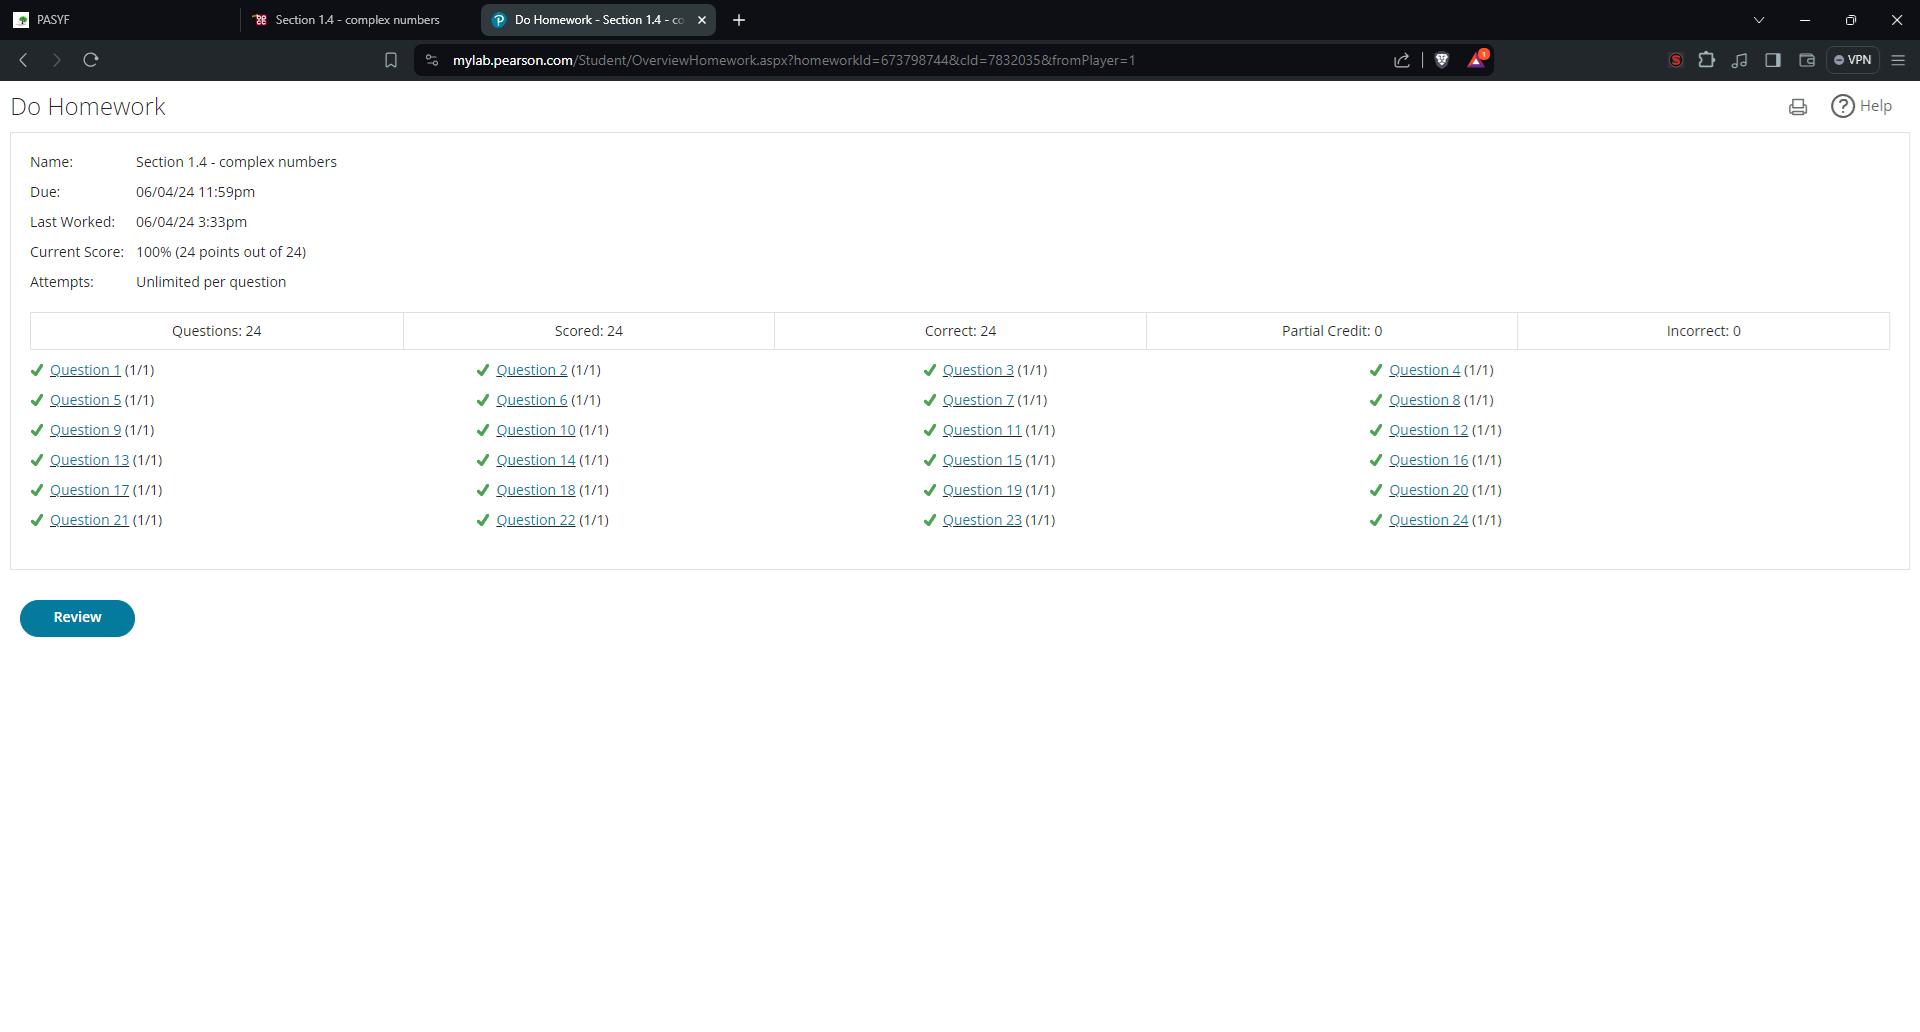 PASYF
Section 1.4 - complex numbers
Do Homework - Section 1.4 - co
mylab.pearson.com/Student/OverviewHomework.aspx?homeworkId=673798744&cId=7832035&fromPlayer=1
1
VPN
Do Homework
Help
Name: Section 1.4 - complex numbers
Due: 06/04/24 11:59pm
Last Worked: 06/04/24 3:33pm
Current Score: 100% (24 points out of 24)
Attempts: Unlimited per question
Questions: 24 Scored: 24 Correct: 24 Partial Credit: 0 Incorrect: 0
Question 1 (1/1) Question 2 (1/1) Question 3 (1/1) Question 4 (1/1)
Question 5 (1/1) Question 6 (1/1) Question 7 (1/1) Question 8 (1/1)
Question 9 (1/1) Question 10 (1/1) Question 11 (1/1) Question 12 (1/1)
Question 13 (1/1) Question 14 (1/1) Question 15 (1/1) Question 16 (1/1)
Question 17 (1/1) Question 18 (1/1) Question 19 (1/1) Question 20 (1/1)
Question 21 (1/1) Question 22 (1/1) Question 23 (1/1) Question 24 (1/1)
Review